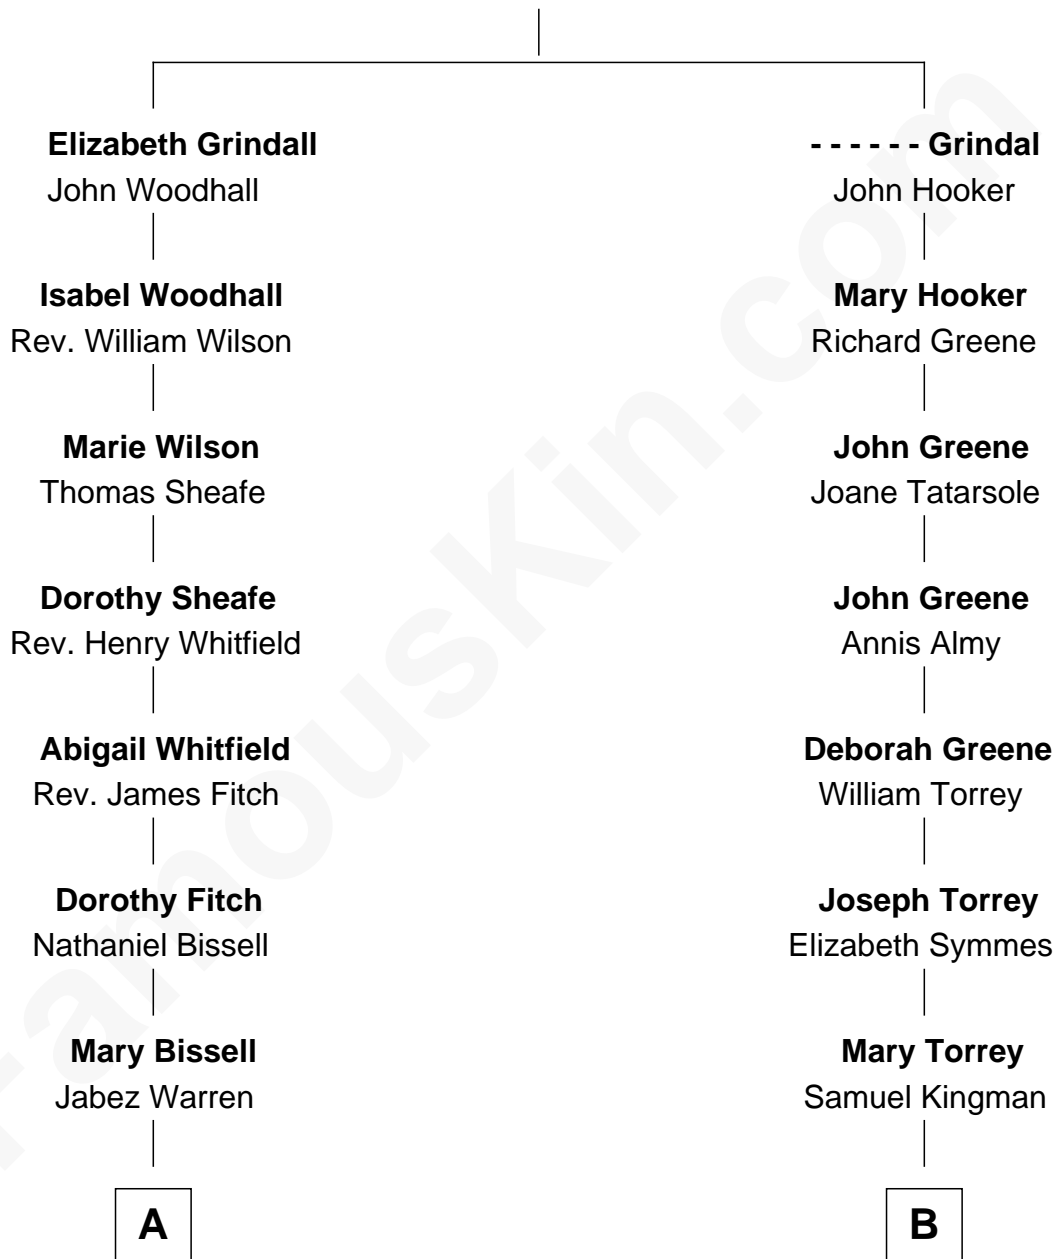 Elizabeth Grindall
John Woodhall
Isabel Woodhall
Rev. William Wilson
Marie Wilson
Thomas Sheafe
Dorothy Sheafe
Rev. Henry Whitfield
Abigail Whitfield
Rev. James Fitch
Dorothy Fitch
Nathaniel Bissell
Mary Bissell
Jabez Warren
A
- - - - - - Grindal
John Hooker
Mary Hooker
Richard Greene
John Greene
Joane Tatarsole
John Greene
Annis Almy
Deborah Greene
William Torrey
Joseph Torrey
Elizabeth Symmes
Mary Torrey
Samuel Kingman
B
FamousKin.com